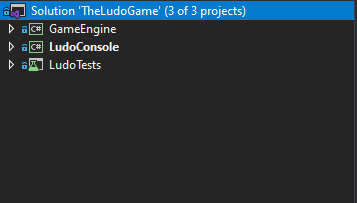 Solution 'TheLudoGame' (3 of 3 projects)
C# GameEngine
C# LudoConsole
LudoTests